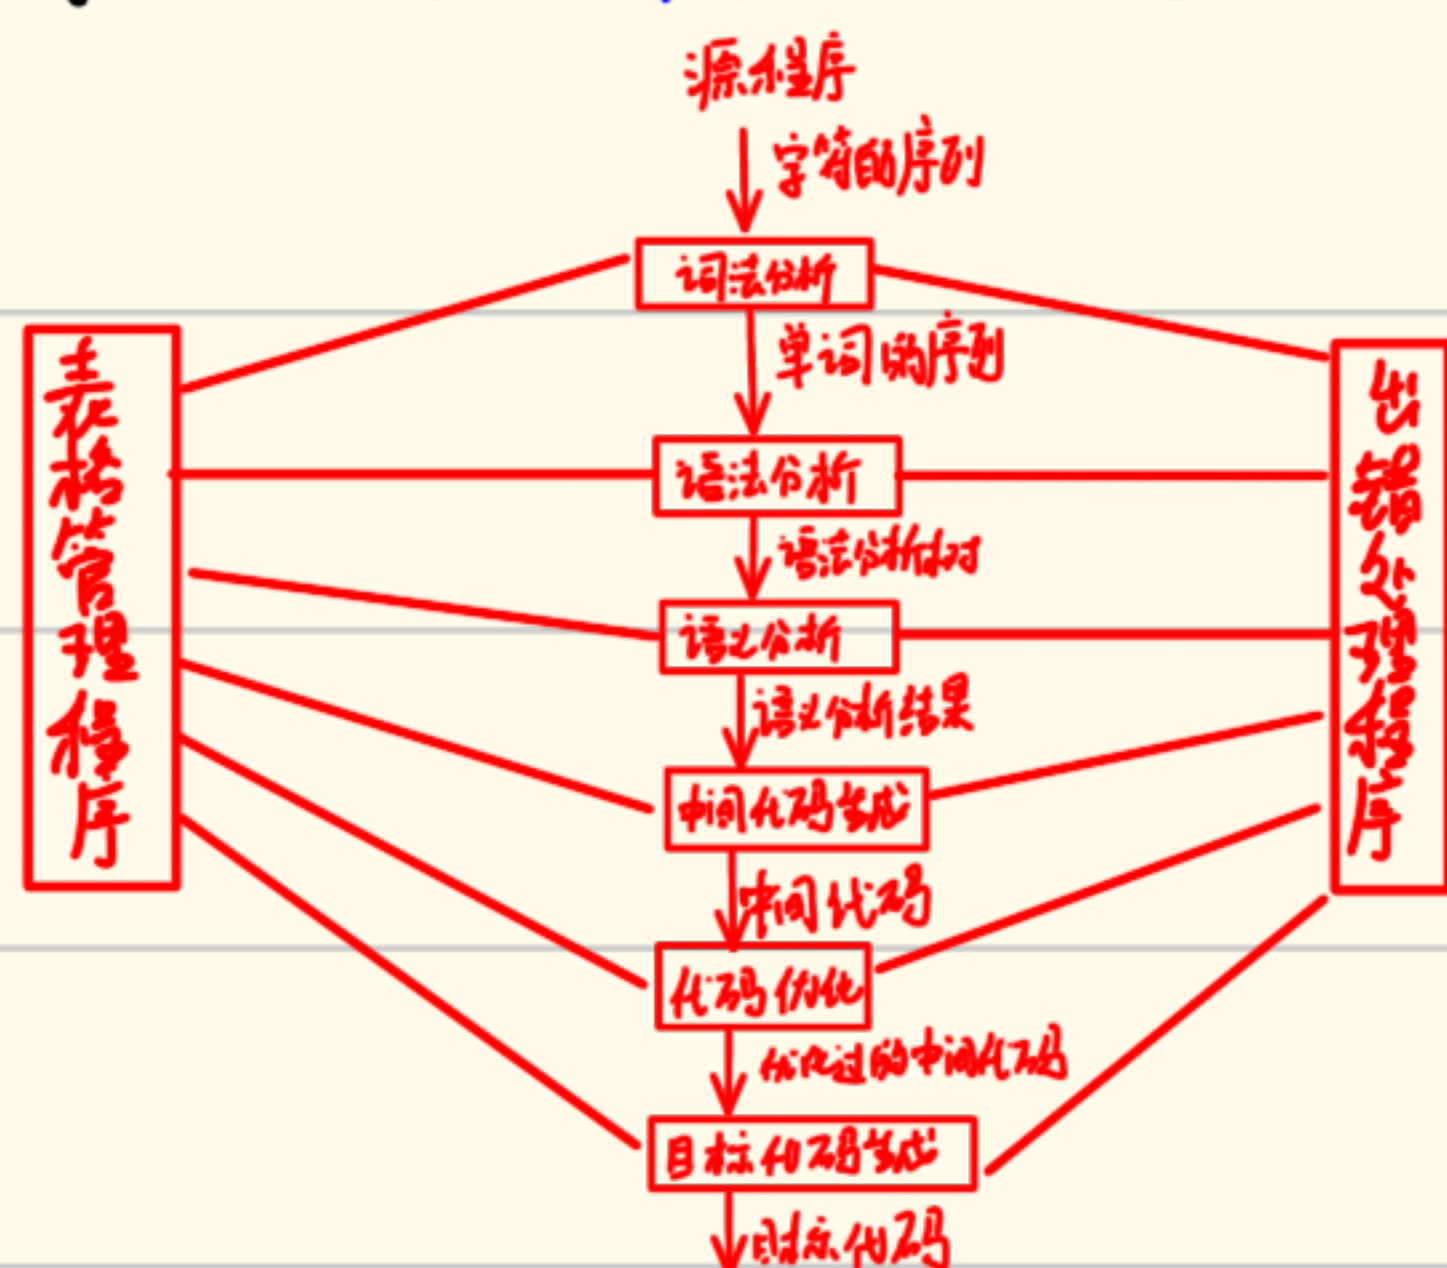 源程序
字符的序列
词法分析
单词的序列
语法分析
语法分析树
语义分析
语义分析结果
中间代码生成
中间代码
代码优化
优化过的中间代码
目标代码生成
目标代码
表格管理程序
出错处理程序